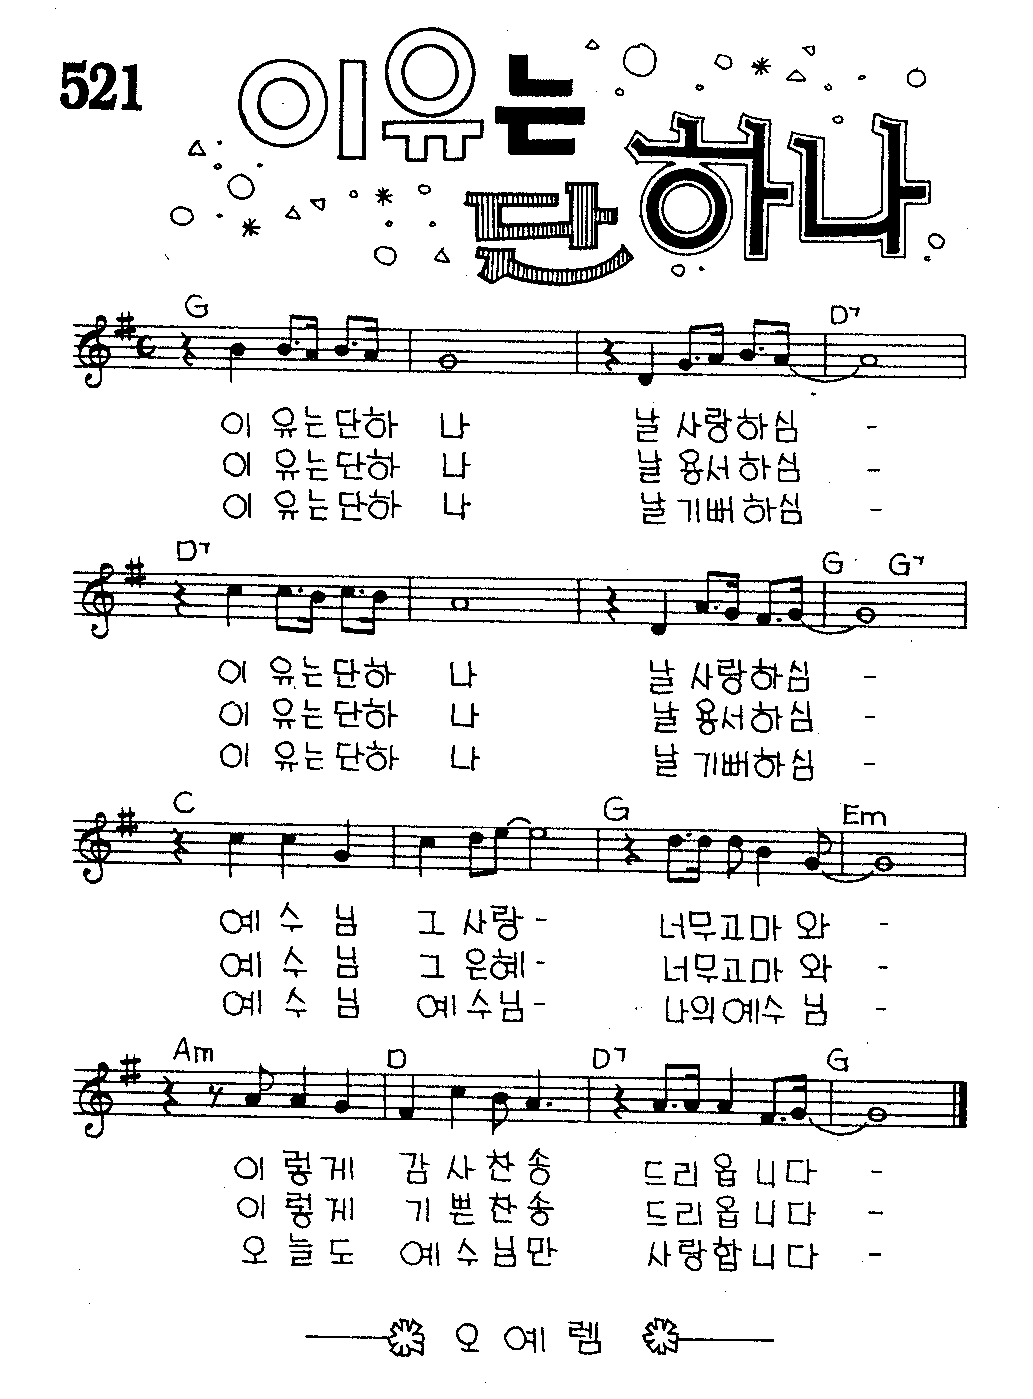 521
이유는
단 하나
G D7
이 유는단하 나 날 사랑하심 -
이 유는단하 나 날 용서하심 -
이 유는단하 나 날 기뻐하심 -
D7 G G7
이 유는단하 나 날 사랑하심 -
이 유는단하 나 날 용서하심 -
이 유는단하 나 날 기뻐하심 -
C G Em
예 수 님 그 사랑- 너무고마 와 -
예 수 님 그 은혜- 너무고마 와 -
예 수 님 예수님- 나의예수 님 -
Am D D7 G
이 렇게 감 사 찬 송 드리옵니다 -
이 렇게 기 쁜찬송 드리옵니다 -
오 늘 도 예 수님만 사랑합니다 -
오 예 렘